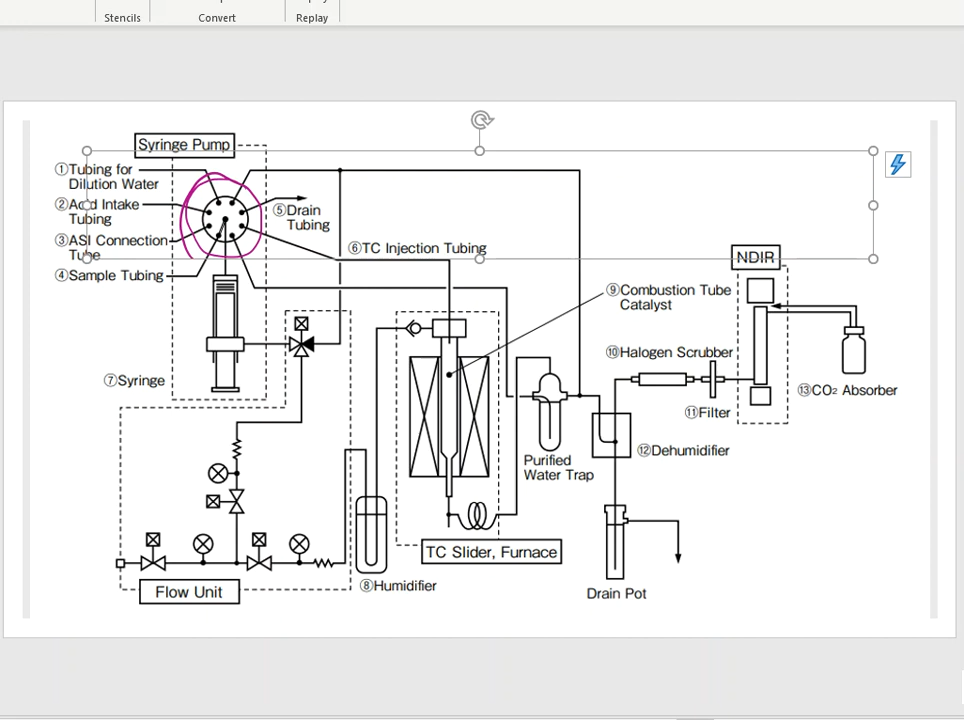 Stencils
Convert
Replay
Syringe Pump
①Tubing for
Dilution Water
②Acid Intake
Tubing
③ASI Connection
Tube
④Sample Tubing
⑤Drain
Tubing
⑥TC Injection Tubing
NDIR
⑨Combustion Tube
Catalyst
⑩Halogen Scrubber
⑦Syringe
⑬CO₂ Absorber
⑪Filter
⑫Dehumidifier
Purified
Water Trap
TC Slider, Furnace
⑧Humidifier
Flow Unit
Drain Pot